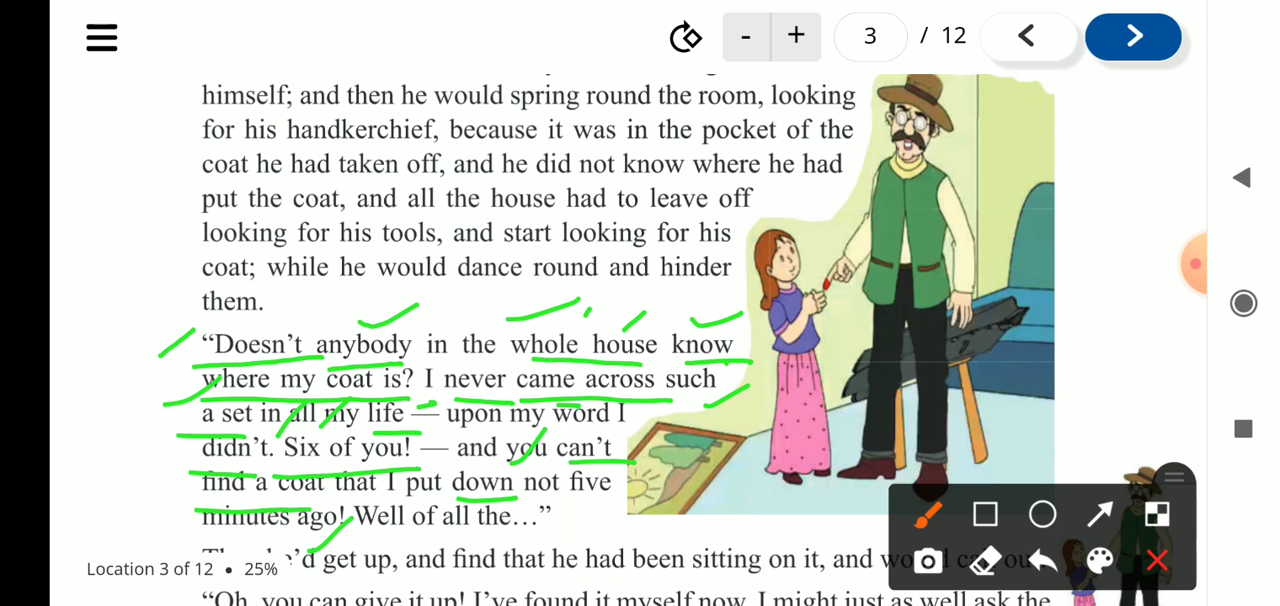 - + 3 / 12
himself; and then he would spring round the room, looking
for his handkerchief, because it was in the pocket of the
coat he had taken off, and he did not know where he had
put the coat, and all the house had to leave off
looking for his tools, and start looking for his
coat; while he would dance round and hinder
them.
“Doesn’t anybody in the whole house know
where my coat is? I never came across such
a set in all my life — upon my word I
didn’t. Six of you! — and you can’t
find a coat that I put down not five
minutes ago! Well of all the…”
get up, and find that he had been sitting on it, and
Location 3 of 12 • 25%
“Oh, you can give it up! I’ve found it myself now. I might just as well ask the